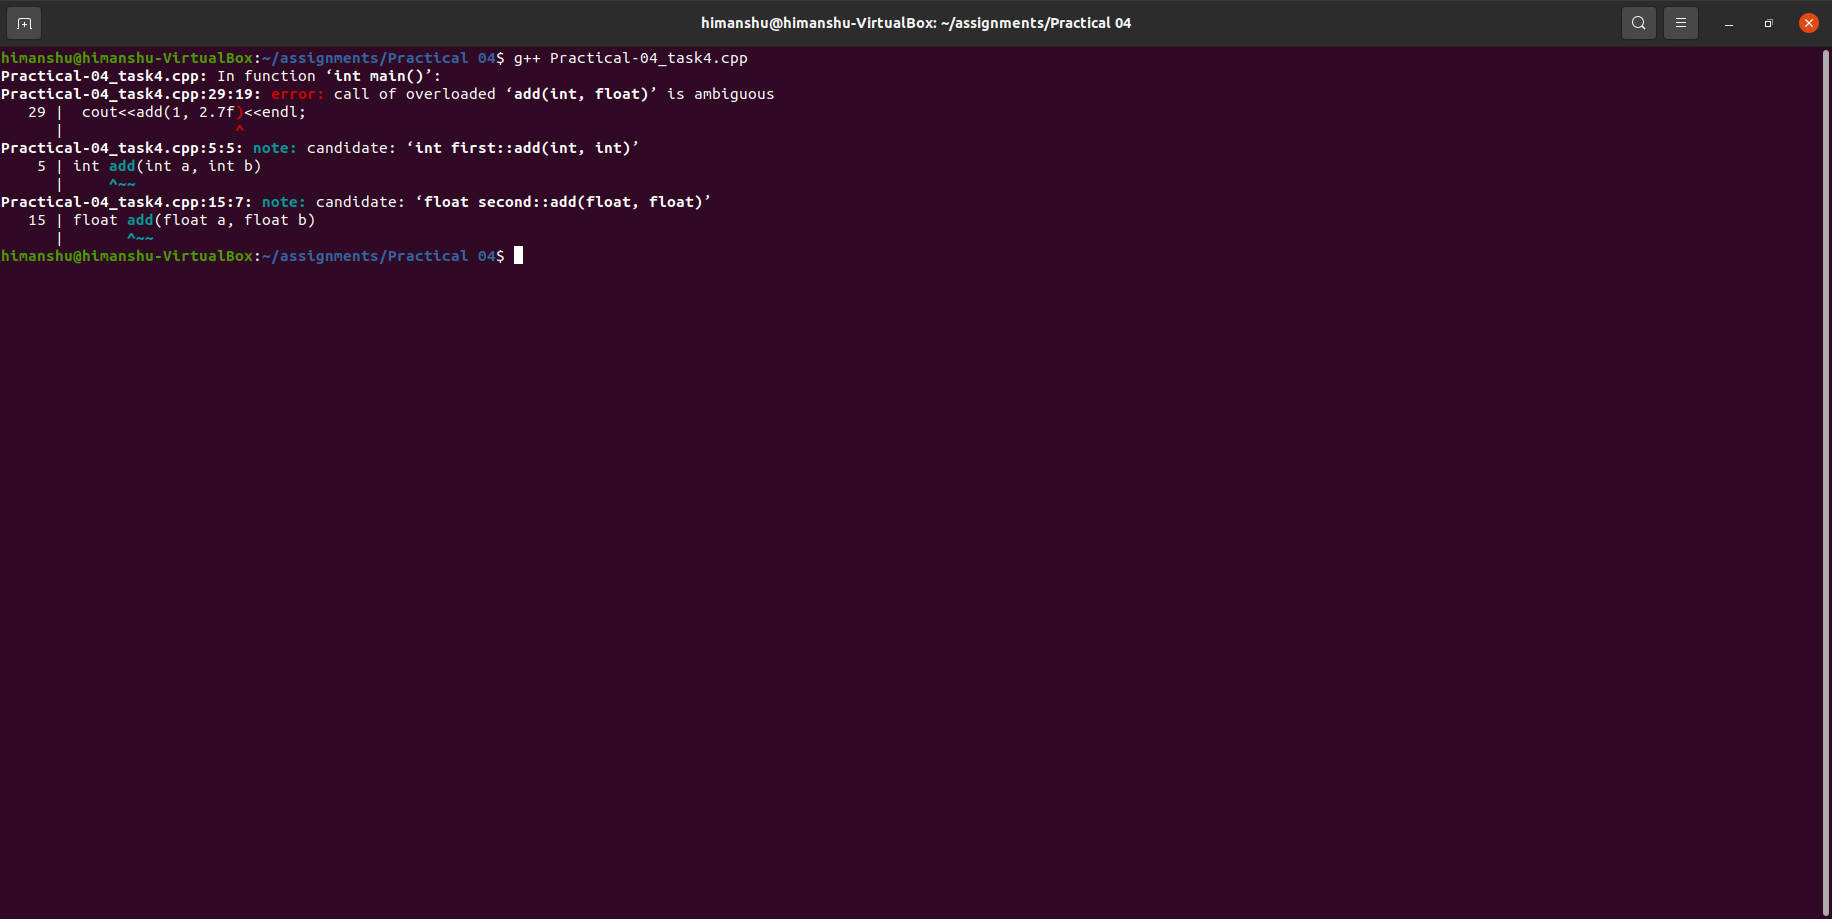 himanshu@himanshu-VirtualBox: ~/assignments/Practical 04
himanshu@himanshu-VirtualBox:~/assignments/Practical 04$ g++ Practical-04_task4.cpp
Practical-04_task4.cpp: In function ‘int main()’:
Practical-04_task4.cpp:29:19: error: call of overloaded ‘add(int, float)’ is ambiguous
   29 |  cout<<add(1, 2.7f)<<endl;
      |                   ^
Practical-04_task4.cpp:5:5: note: candidate: ‘int first::add(int, int)’
    5 | int add(int a, int b)
      |     ^~~
Practical-04_task4.cpp:15:7: note: candidate: ‘float second::add(float, float)’
   15 | float add(float a, float b)
      |       ^~~
himanshu@himanshu-VirtualBox:~/assignments/Practical 04$